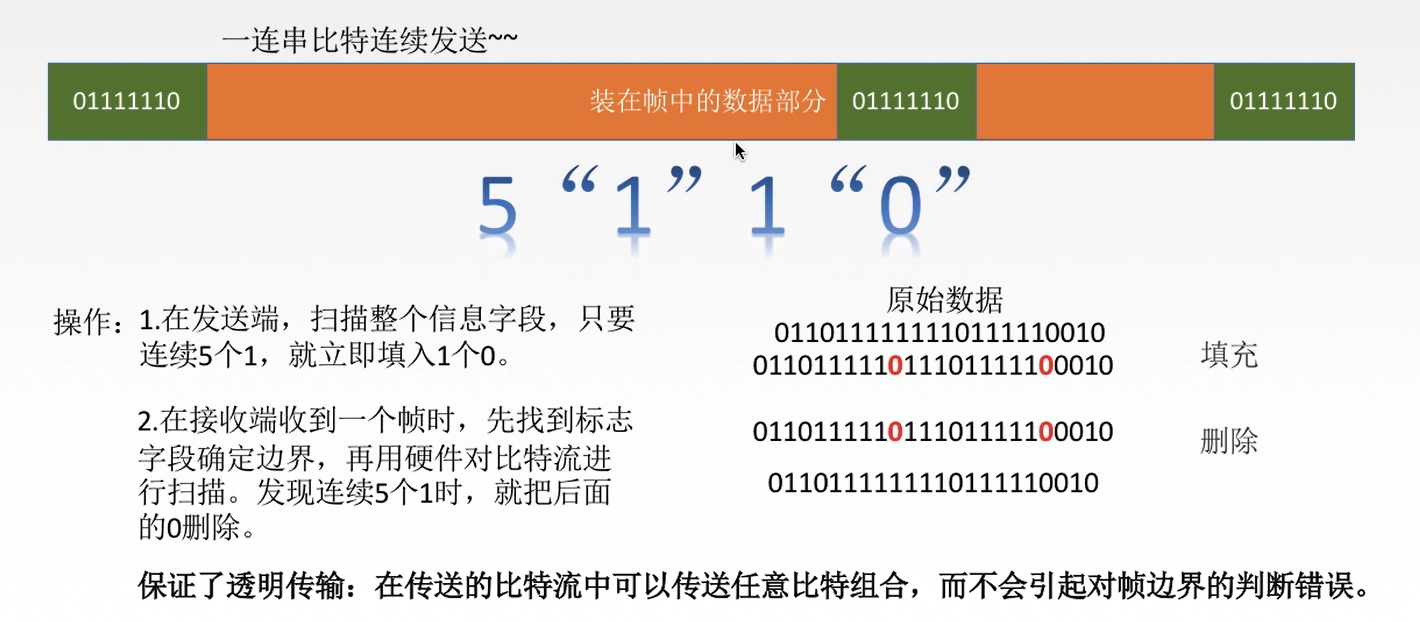 一连串比特连续发送~~
01111110 装在帧中的数据部分 01111110 01111110
5 “1” 1 “0”
操作：1.在发送端，扫描整个信息字段，只要
连续5个1，就立即填入1个0。
2.在接收端收到一个帧时，先找到标志
字段确定边界，再用硬件对比特流进
行扫描。发现连续5个1时，就把后面
的0删除。
原始数据
0110111111110111110010
011011111011101111100010
填充
011011111011101111100010
删除
0110111111110111110010
保证了透明传输：在传送的比特流中可以传送任意比特组合，而不会引起对帧边界的判断错误。